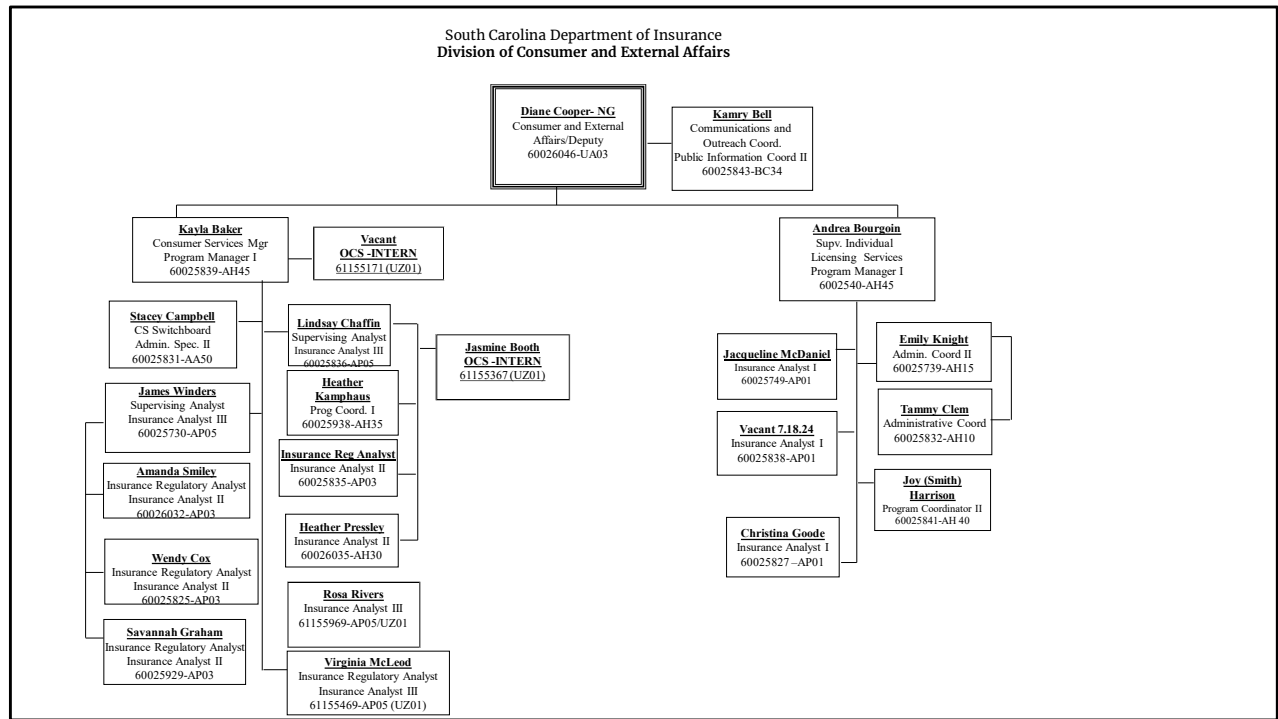 South Carolina Department of Insurance
Division of Consumer and External Affairs
Diane Cooper- NG
Consumer and External
Affairs/Deputy
60026046-UA03
Kamry Bell
Communications and
Outreach Coord.
Public Information Coord II
60025843-BC34
Kayla Baker
Consumer Services Mgr
Program Manager I
60025839-AH45
Vacant
OCS -INTERN
61155171 (UZ01)
Andrea Bourgoin
Supv. Individual
Licensing Services
Program Manager I
6002540-AH45
Stacey Campbell
CS Switchboard
Admin. Spec. II
60025831-AA50
Lindsay Chaffin
Supervising Analyst
Insurance Analyst III
60025836-AP05
Jasmine Booth
OCS -INTERN
61155367 (UZ01)
James Winders
Supervising Analyst
Insurance Analyst III
60025730-AP05
Heather
Kamphaus
Prog Coord. I
60025938-AH35
Insurance Reg Analyst
Insurance Analyst II
60025835-AP03
Amanda Smiley
Insurance Regulatory Analyst
Insurance Analyst II
60026032-AP03
Heather Pressley
Insurance Analyst II
60026035-AH30
Wendy Cox
Insurance Regulatory Analyst
Insurance Analyst II
60025825-AP03
Rosa Rivers
Insurance Analyst III
61155969-AP05/UZ01
Savannah Graham
Insurance Regulatory Analyst
Insurance Analyst II
60025929-AP03
Virginia McLeod
Insurance Regulatory Analyst
Insurance Analyst III
61155469-AP05 (UZ01)
Jacqueline McDaniel
Insurance Analyst I
60025749-AP01
Emily Knight
Admin. Coord II
60025739-AH15
Vacant 7.18.24
Insurance Analyst I
60025838-AP01
Tammy Clem
Administrative Coord
60025832-AH10
Joy (Smith)
Harrison
Program Coordinator II
60025841-AH 40
Christina Goode
Insurance Analyst I
60025827 –AP01